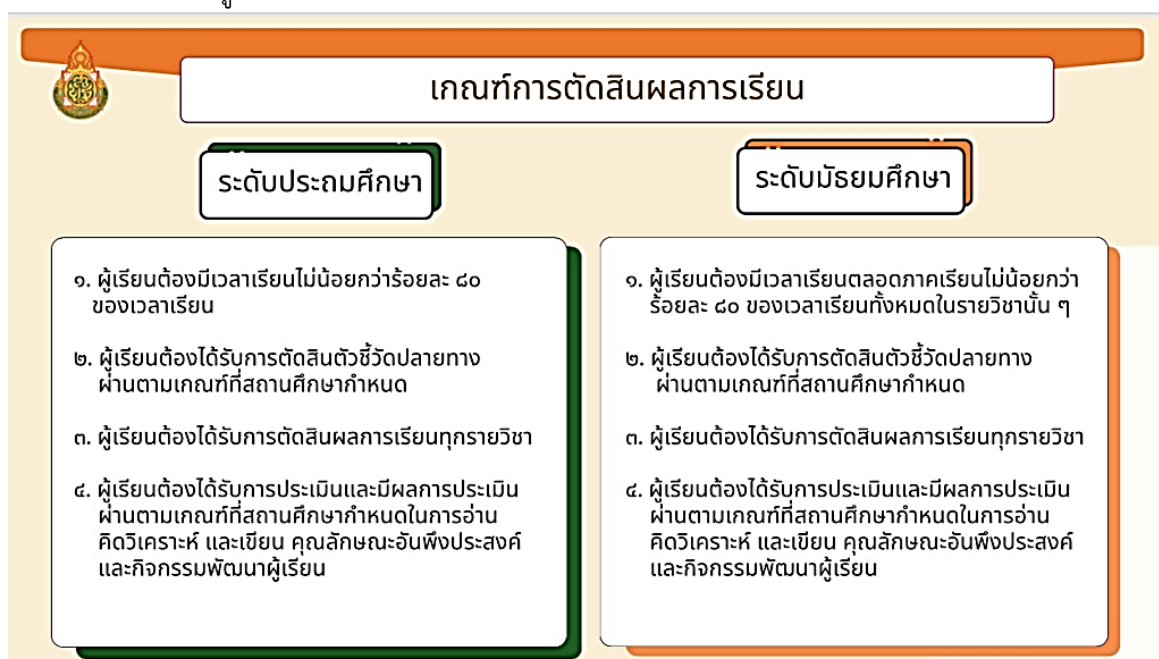 เกณฑ์การตัดสินผลการเรียน
ระดับประถมศึกษา
๑. ผู้เรียนต้องมีเวลาเรียนไม่น้อยกว่าร้อยละ ๘๐
ของเวลาเรียน
๒. ผู้เรียนต้องได้รับการตัดสินตัวชี้วัดปลายทาง
ผ่านตามเกณฑ์ที่สถานศึกษากำหนด
๓. ผู้เรียนต้องได้รับการตัดสินผลการเรียนทุกรายวิชา
๔. ผู้เรียนต้องได้รับการประเมินและมีผลการประเมิน
ผ่านตามเกณฑ์ที่สถานศึกษากำหนดในการอ่าน
คิดวิเคราะห์ และเขียน คุณลักษณะอันพึงประสงค์
และกิจกรรมพัฒนาผู้เรียน
ระดับมัธยมศึกษา
๑. ผู้เรียนต้องมีเวลาเรียนตลอดภาคเรียนไม่น้อยกว่า
ร้อยละ ๘๐ ของเวลาเรียนทั้งหมดในรายวิชานั้น ๆ
๒. ผู้เรียนต้องได้รับการตัดสินตัวชี้วัดปลายทาง
ผ่านตามเกณฑ์ที่สถานศึกษากำหนด
๓. ผู้เรียนต้องได้รับการตัดสินผลการเรียนทุกรายวิชา
๔. ผู้เรียนต้องได้รับการประเมินและมีผลการประเมิน
ผ่านตามเกณฑ์ที่สถานศึกษากำหนดในการอ่าน
คิดวิเคราะห์ และเขียน คุณลักษณะอันพึงประสงค์
และกิจกรรมพัฒนาผู้เรียน